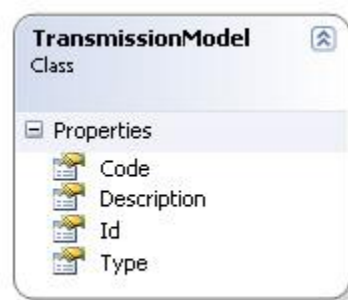 TransmissionModel
Class
Properties
Code
Description
Id
Type